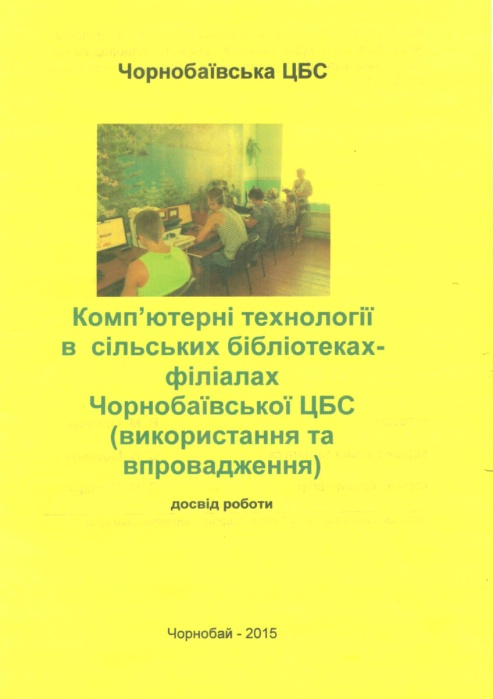 Чорнобаївська ЦБС
Комп'ютерні технології
в сільських бібліотеках-
філіалах
Чорнобаївської ЦБС
(використання та
впровадження)
досвід роботи
Чорнобай - 2015